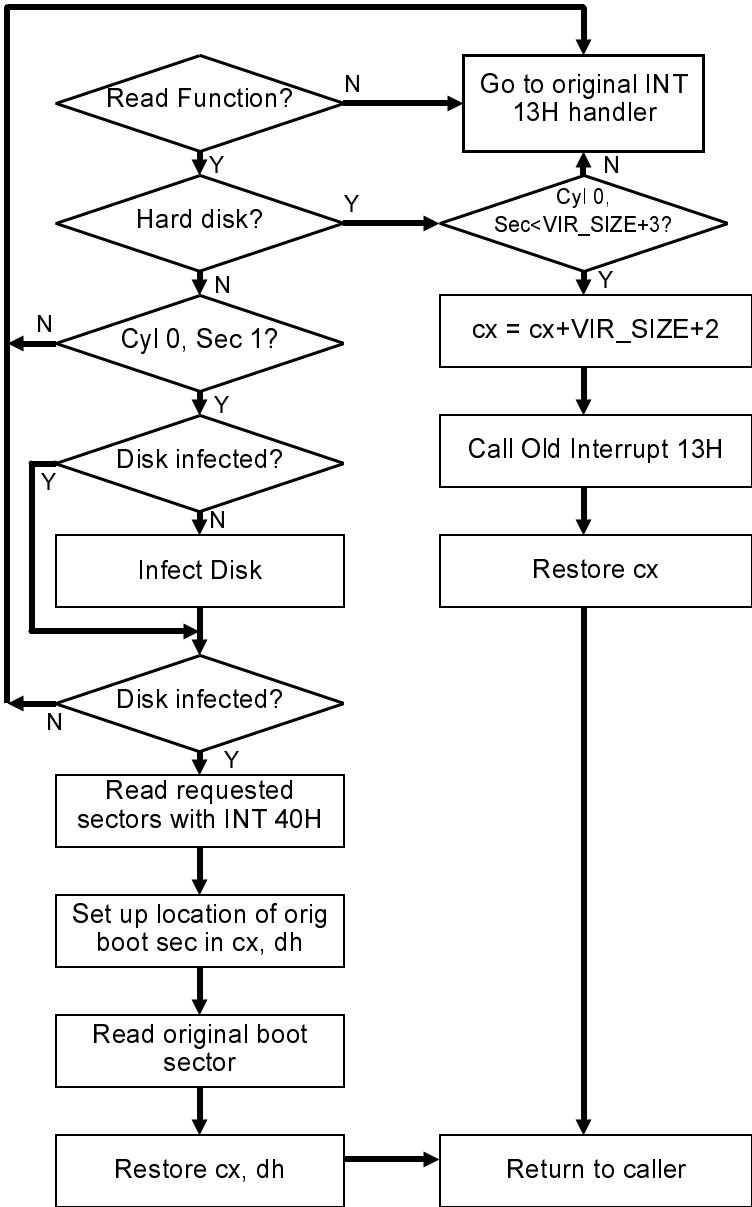 Read Function?
N
Go to original INT
13H handler
Y
N
Hard disk?
Y
Cyl 0,
Sec<VIR_SIZE+3?
N
Y
N
Cyl 0, Sec 1?
cx = cx+VIR_SIZE+2
Y
Disk infected?
Y
Call Old Interrupt 13H
N
Infect Disk
Restore cx
Disk infected?
N
Y
Read requested
sectors with INT 40H
Set up location of orig
boot sec in cx, dh
Read original boot
sector
Restore cx, dh
Return to caller